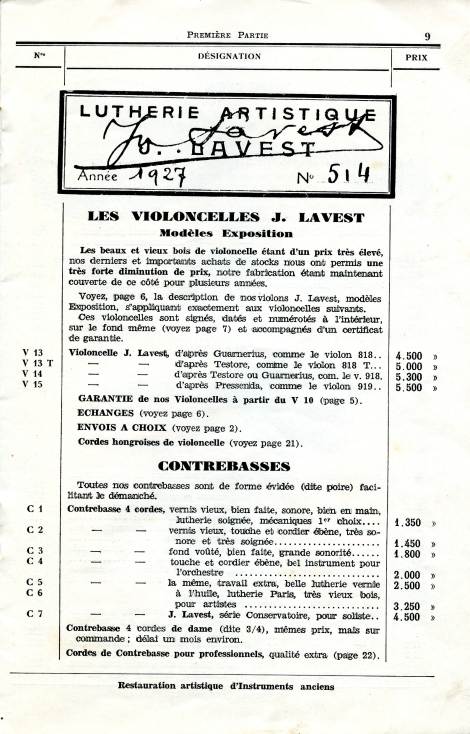 PREMIÈRE PARTIE 9
Nos DÉSIGNATION PRIX
LUTHERIE ARTISTIQUE
J. Lavest
J. LAVEST
Année 1927 No 514
LES VIOLONCELLES J. LAVEST
Modèles Exposition
Les beaux et vieux bois de violoncelle étant d'un prix très élevé,
nos derniers et importants achats de stocks nous ont permis une
très forte diminution de prix, notre fabrication étant maintenant
couverte de ce côté pour plusieurs années.
Voyez, page 6, la description de nos violons J. Lavest, modèles
Exposition, s'appliquant exactement aux violoncelles suivants.
Ces violoncelles sont signés, datés et numérotés à l'intérieur,
sur le fond même (voyez page 7) et accompagnés d'un certificat
de garantie.
V 13 Violoncelle J. Lavest, d'après Guarnerius, comme le violon 818.. 4.500 »
V 13 T — — d'après Testore, comme le violon 818 T... 5.000 »
V 14 — — d'après Testore ou Guarnerius, com. le v. 918. 5.300 »
V 15 — — d'après Pressenda, comme le violon 919.. 5.500 »
GARANTIE de nos Violoncelles à partir du V 10 (page 5).
ECHANGES (voyez page 6).
ENVOIS A CHOIX (voyez page 2).
Cordes hongroises de violoncelle (voyez page 21).
CONTREBASSES
Toutes nos contrebasses sont de forme évidée (dite poire) faci-
litant le démanché.
C 1 Contrebasse 4 cordes, vernis vieux, bien faite, sonore, bien en main,
lutherie soignée, mécaniques 1er choix.... 1.350 »
C 2 — — vernis vieux, touche et cordier ébène, très so-
nore et très soignée..................... 1.450 »
C 3 — — fond voûté, bien faite, grande sonorité...... 1.800 »
C 4 — — touche et cordier ébène, bel instrument pour
l'orchestre ............................. 2.000 »
C 5 — — la même, travail extra, belle lutherie vernie 2.500 »
C 6 à l'huile, lutherie Paris, très vieux bois,
pour artistes ........................... 3.250 »
C 7 — — J. Lavest, série Conservatoire, pour soliste.. 4.500 »
Contrebasse 4 cordes de dame (dite 3/4), mêmes prix, mais sur
commande ; délai un mois environ.
Cordes de Contrebasse pour professionnels, qualité extra (page 22).
Restauration artistique d'Instruments anciens